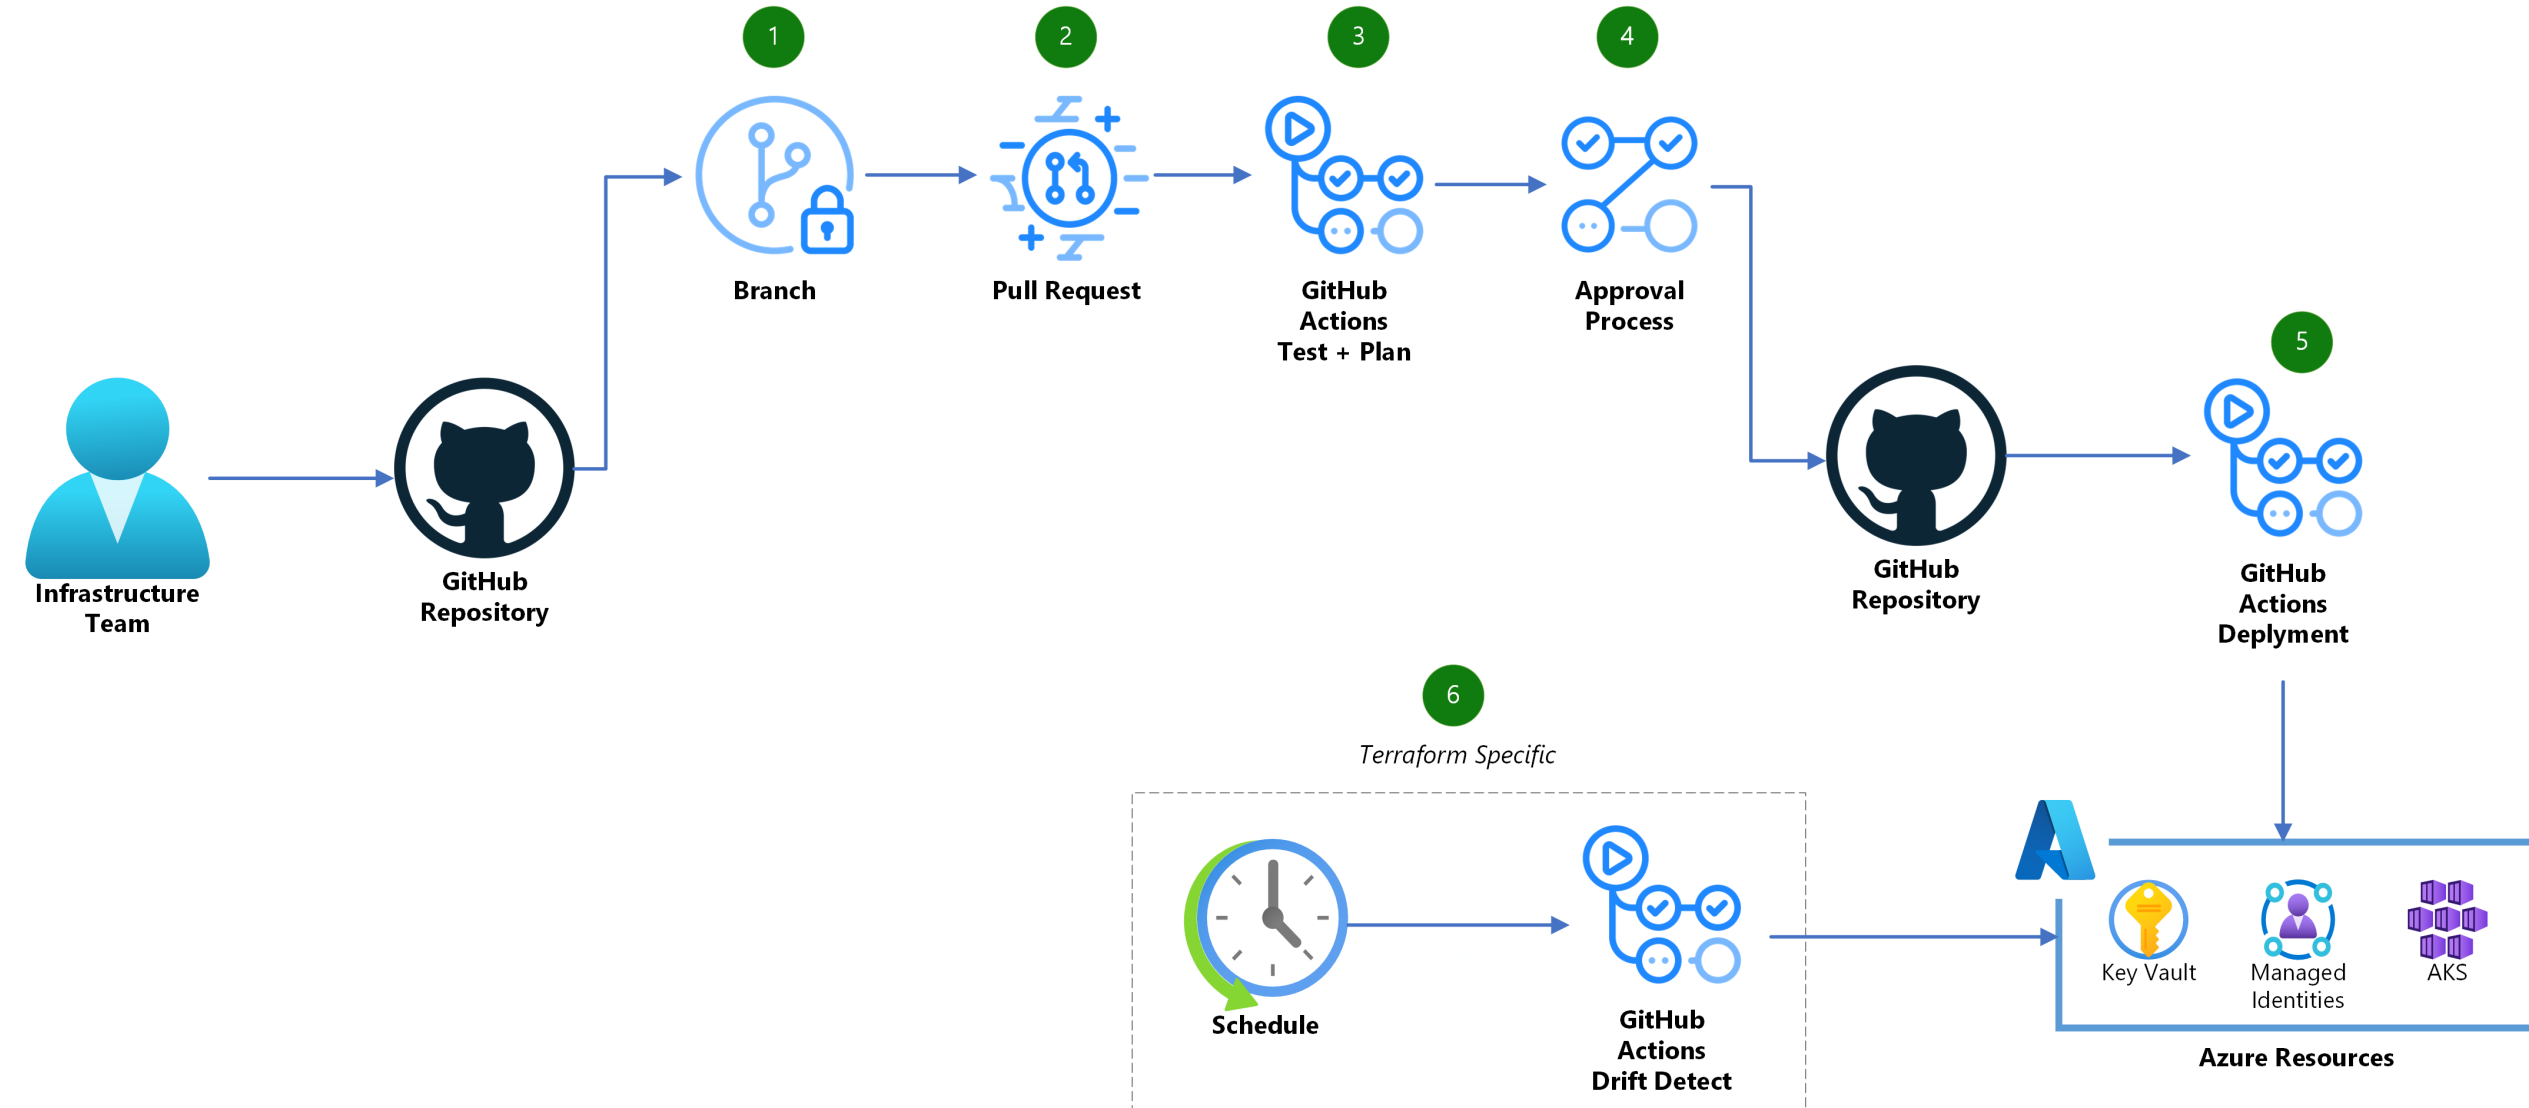 1
2
3
4
Branch
Pull Request
GitHub
Actions
Test + Plan
Approval
Process
5
Infrastructure
Team
GitHub
Repository
GitHub
Repository
GitHub
Actions
Deplyment
6
Terraform Specific
Schedule
GitHub
Actions
Drift Detect
Key Vault
Managed
Identities
AKS
Azure Resources